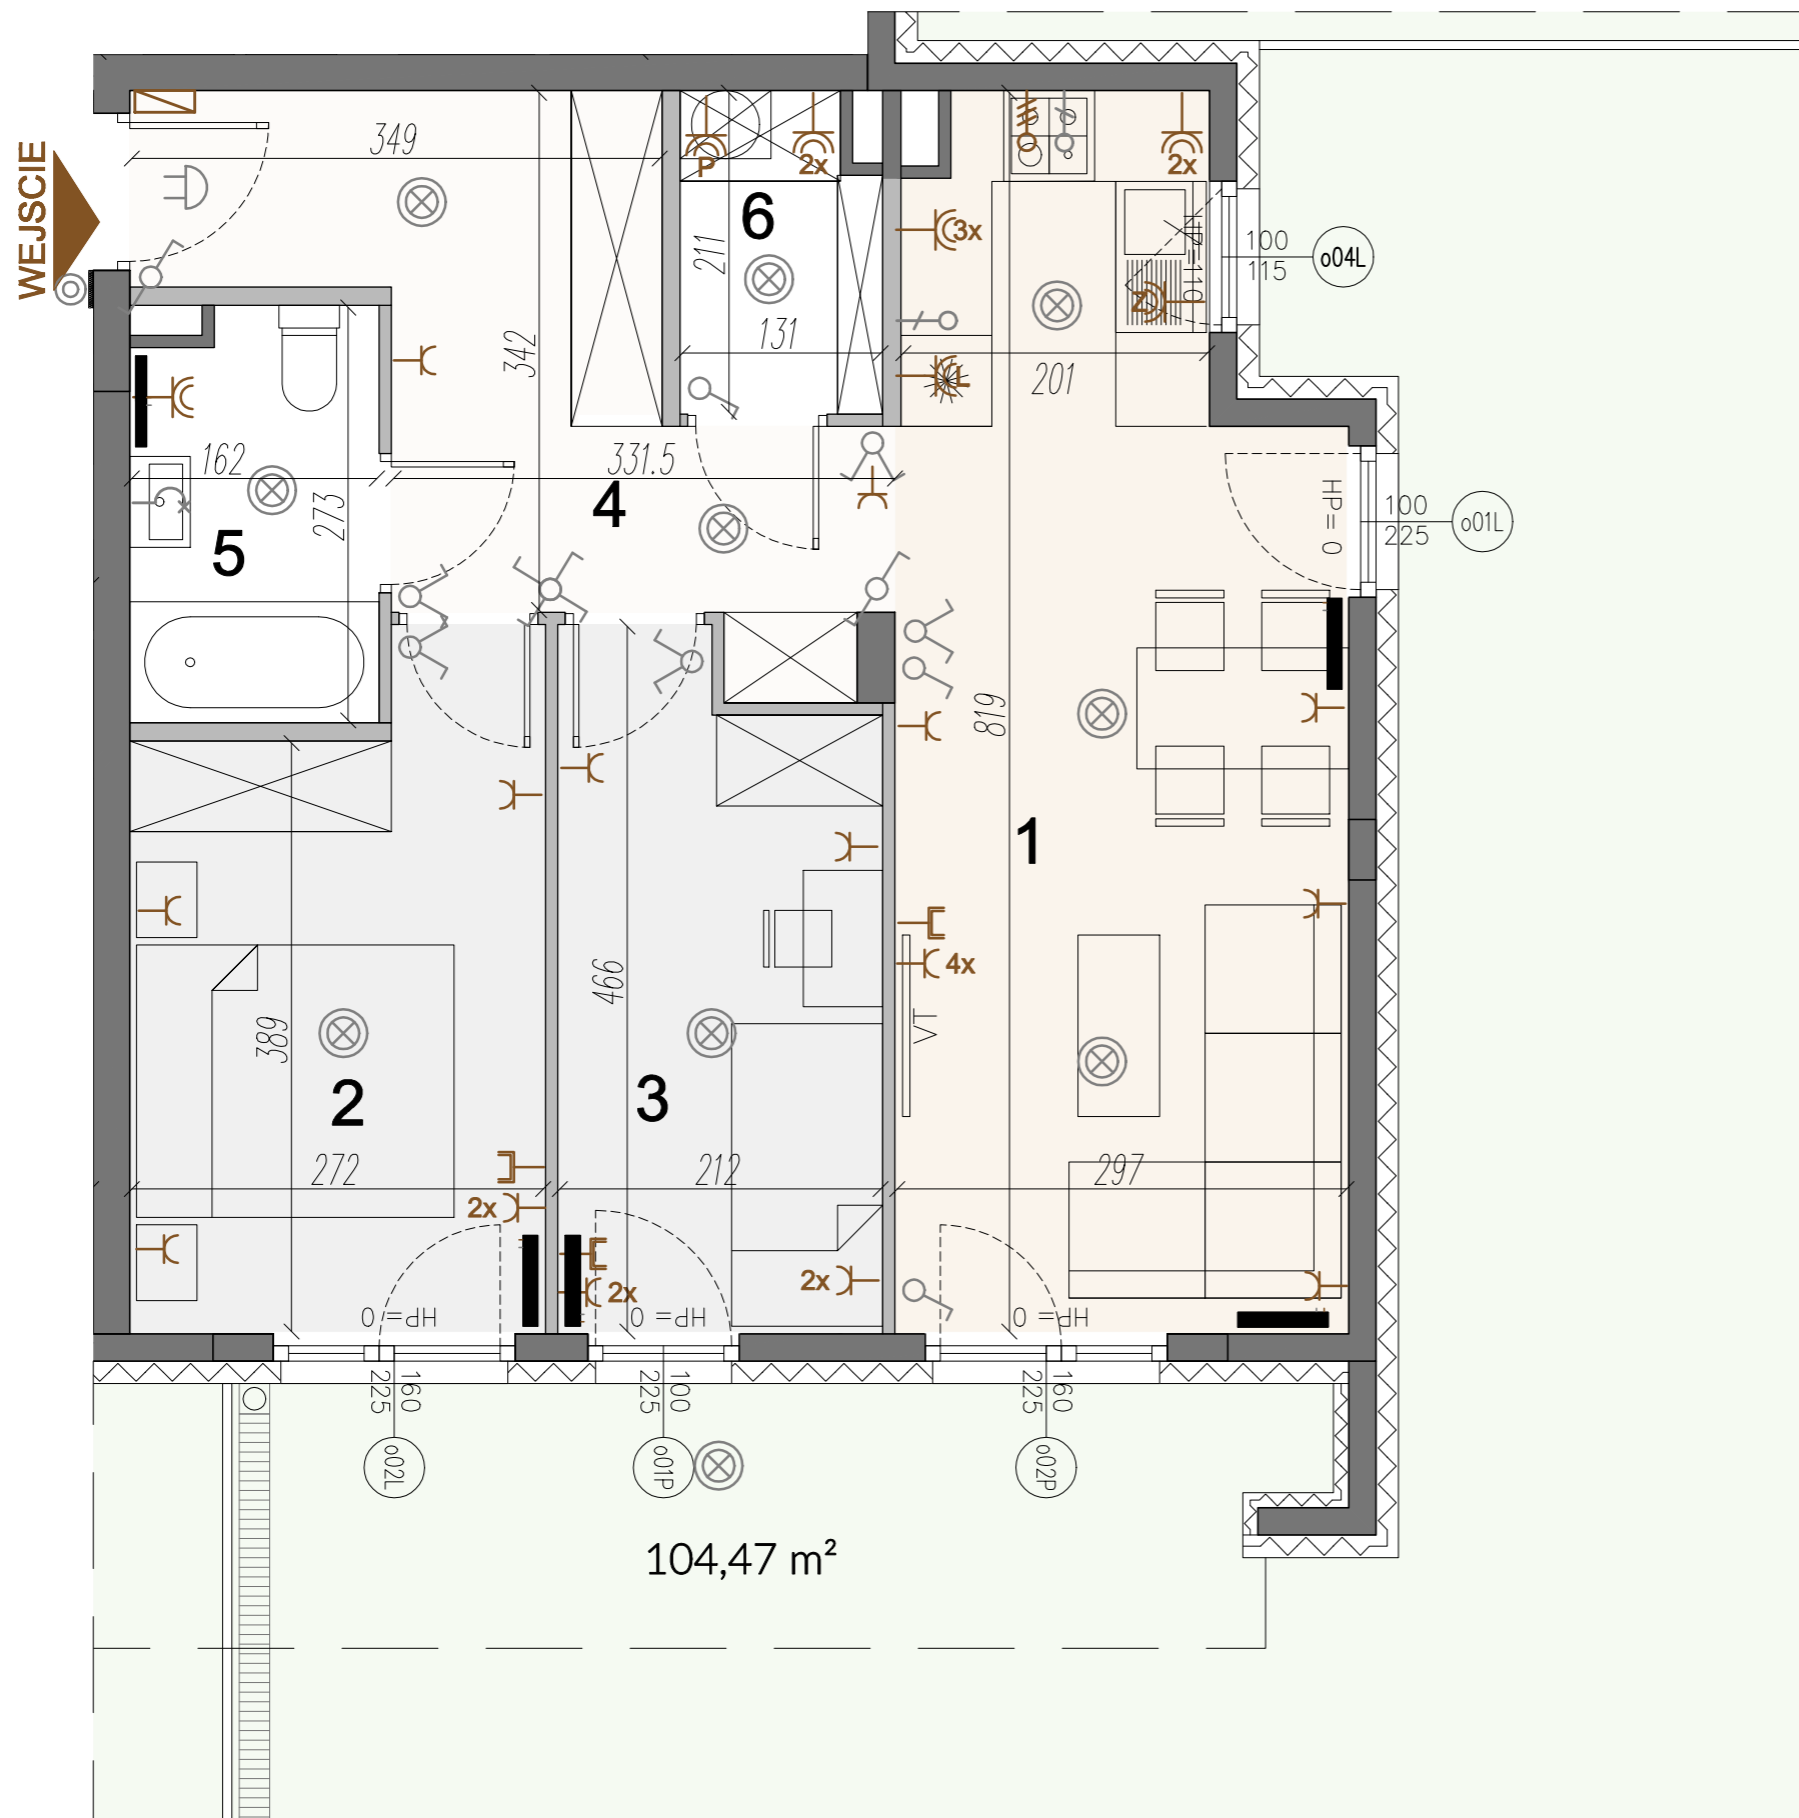 WEJSCIE
349
P
2x
2x
6
211
3x
HP=110
100
115
o04L
Z
131
342
L
201
162
331.5
273
4
5
HP= 0
100
225
o01L
819
1
466
4x
TV
389
2
3
272
212
297
2x
2x
2x
HP= 0
HP= 0
HP= 0
160
225
100
225
160
225
o02L
o01P
o02P
104,47 m²